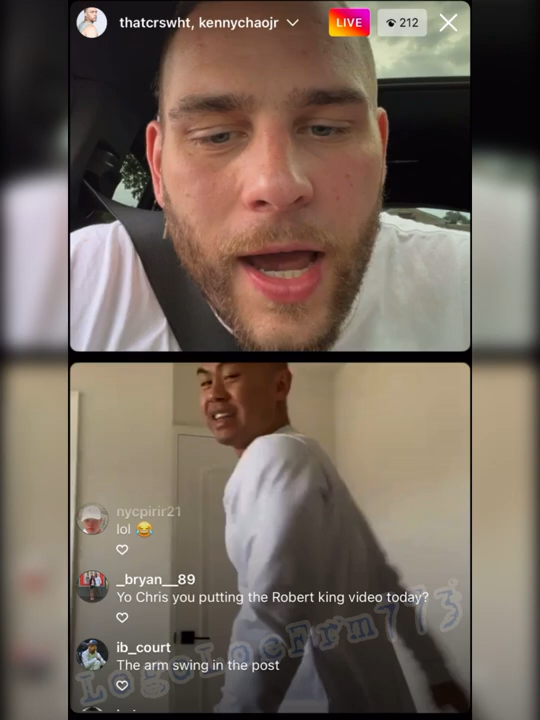 thatcrswht, kennychaojr
LIVE
212
nycpirir21
lol 😂
_bryan__89
Yo Chris you putting the Robert king video today?
ib_court
The arm swing in the post